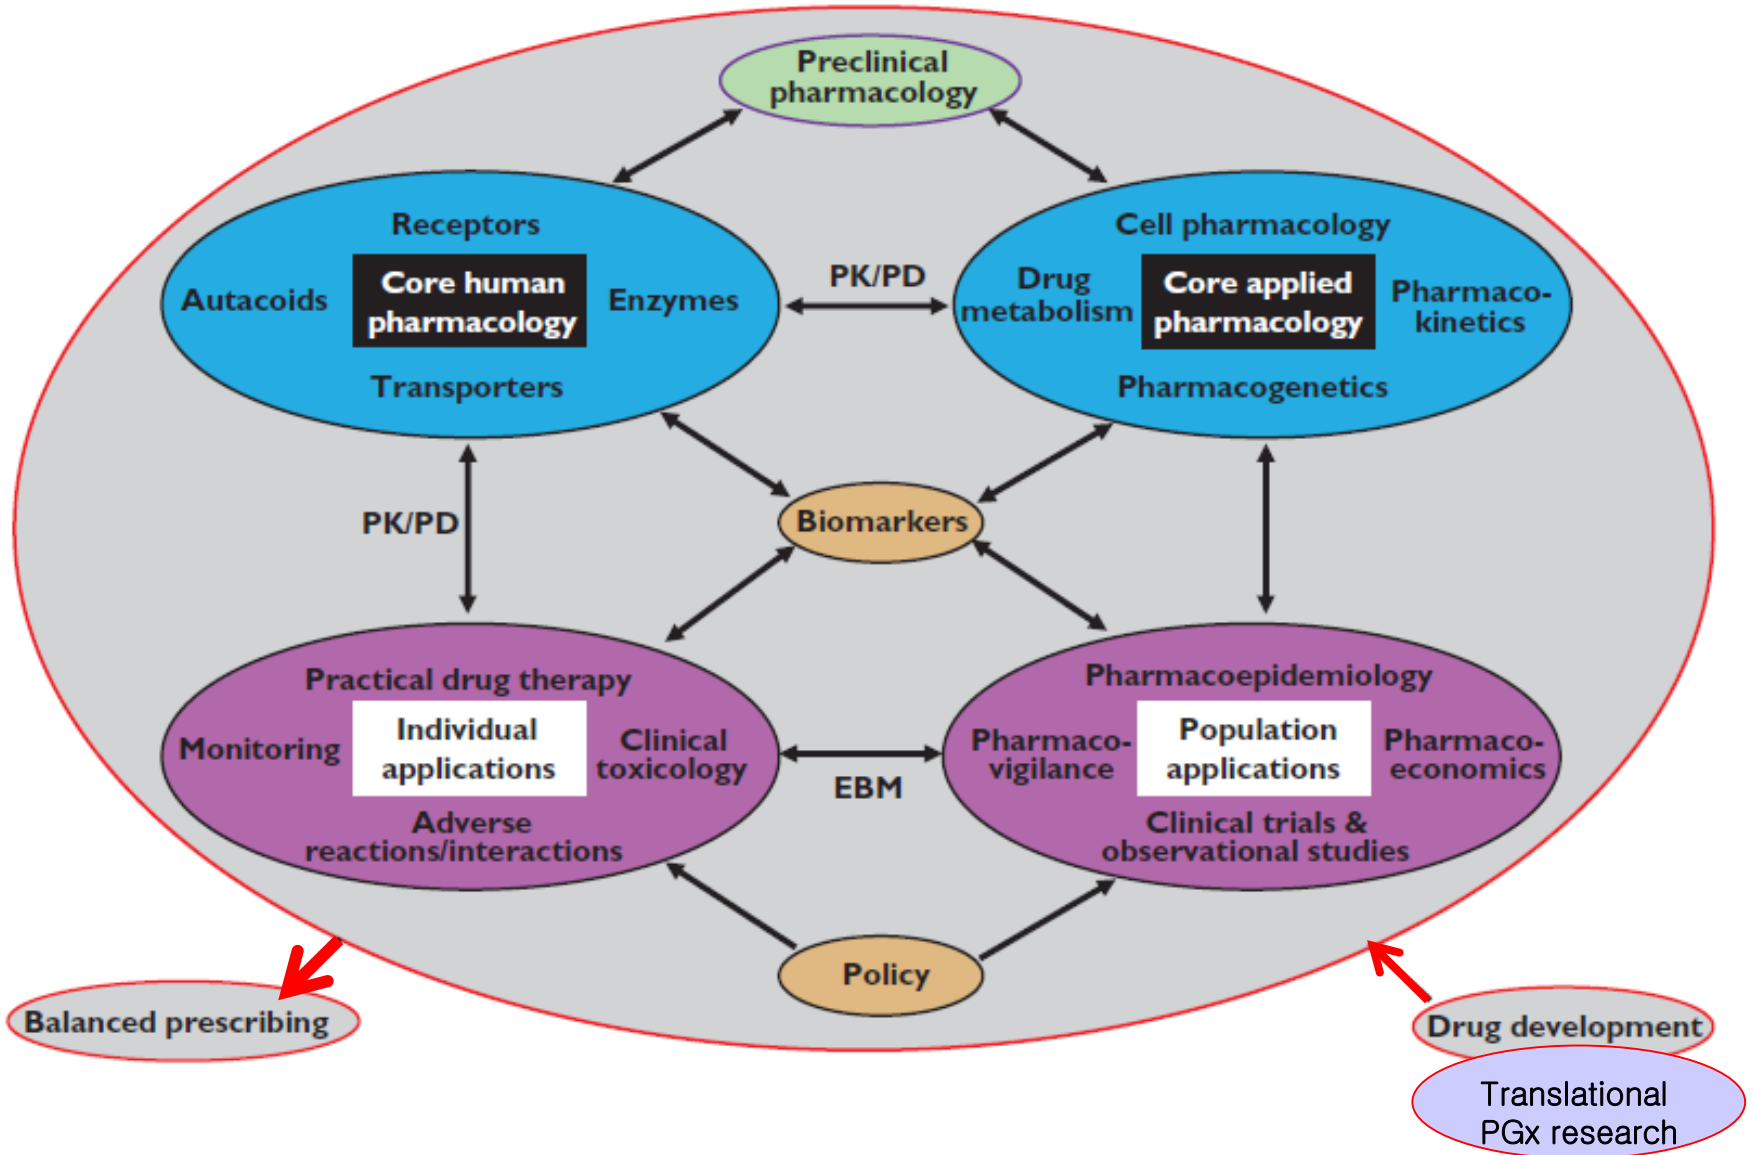 Preclinical
pharmacology
Receptors
Autacoids
Core human
pharmacology
Enzymes
Transporters
PK/PD
Cell pharmacology
Drug
metabolism
Core applied
pharmacology
Pharmaco-
kinetics
Pharmacogenetics
PK/PD
Biomarkers
Practical drug therapy
Monitoring
Individual
applications
Clinical
toxicology
Adverse
reactions/interactions
EBM
Pharmacoepidemiology
Pharmaco-
vigilance
Population
applications
Pharmaco-
economics
Clinical trials &
observational studies
Policy
Balanced prescribing
Drug development
Translational
PGx research